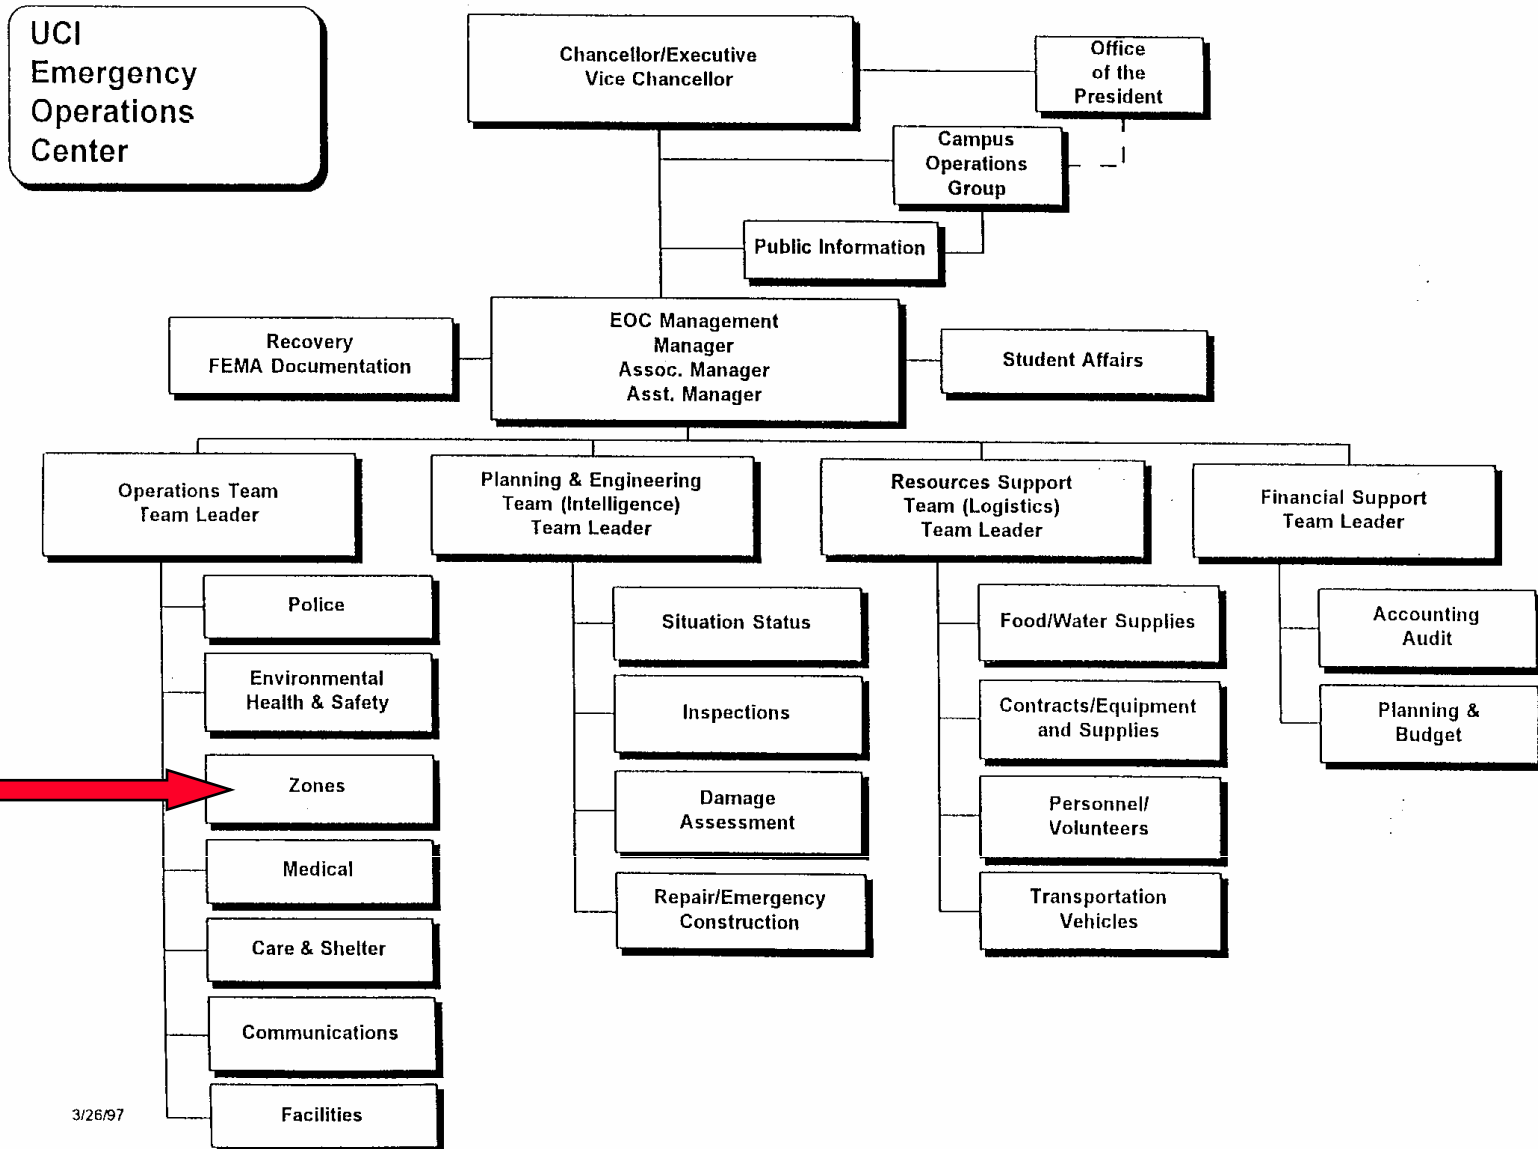 UCI
Emergency
Operations
Center
Chancellor/Executive
Vice Chancellor
Office
of the
President
Campus
Operations
Group
Public Information
EOC Management
Manager
Assoc. Manager
Asst. Manager
Recovery
FEMA Documentation
Student Affairs
Operations Team
Team Leader
Planning & Engineering
Team (Intelligence)
Team Leader
Resources Support
Team (Logistics)
Team Leader
Financial Support
Team Leader
Police
Environmental
Health & Safety
Zones
Medical
Care & Shelter
Communications
Facilities
Situation Status
Inspections
Damage
Assessment
Repair/Emergency
Construction
Food/Water Supplies
Contracts/Equipment
and Supplies
Personnel/
Volunteers
Transportation
Vehicles
Accounting
Audit
Planning &
Budget
3/26/97